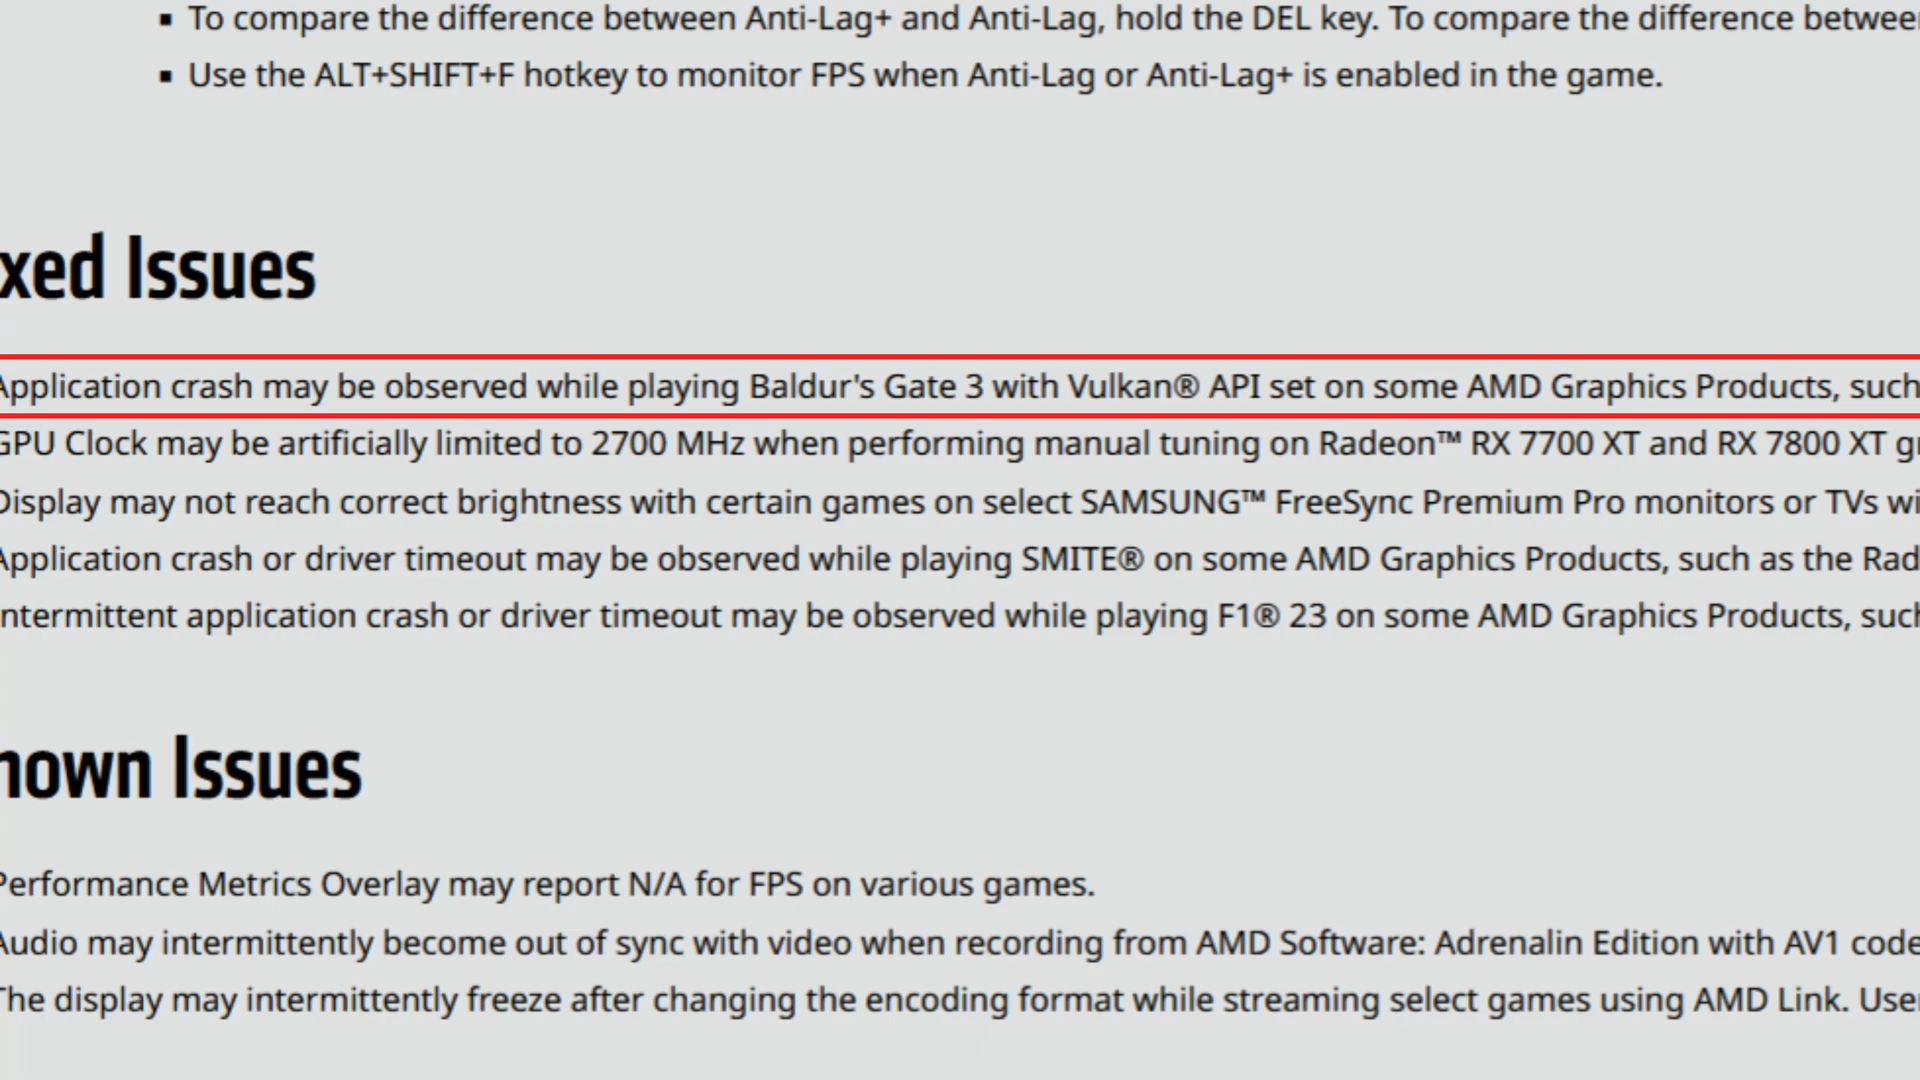 ▪ To compare the difference between Anti-Lag+ and Anti-Lag, hold the DEL key. To compare the difference between
▪ Use the ALT+SHIFT+F hotkey to monitor FPS when Anti-Lag or Anti-Lag+ is enabled in the game.
xed Issues
Application crash may be observed while playing Baldur's Gate 3 with Vulkan® API set on some AMD Graphics Products, such
GPU Clock may be artificially limited to 2700 MHz when performing manual tuning on Radeon™ RX 7700 XT and RX 7800 XT gr
Display may not reach correct brightness with certain games on select SAMSUNG™ FreeSync Premium Pro monitors or TVs wi
Application crash or driver timeout may be observed while playing SMITE® on some AMD Graphics Products, such as the Rad
ntermittent application crash or driver timeout may be observed while playing F1® 23 on some AMD Graphics Products, such
nown Issues
Performance Metrics Overlay may report N/A for FPS on various games.
Audio may intermittently become out of sync with video when recording from AMD Software: Adrenalin Edition with AV1 code
The display may intermittently freeze after changing the encoding format while streaming select games using AMD Link. User